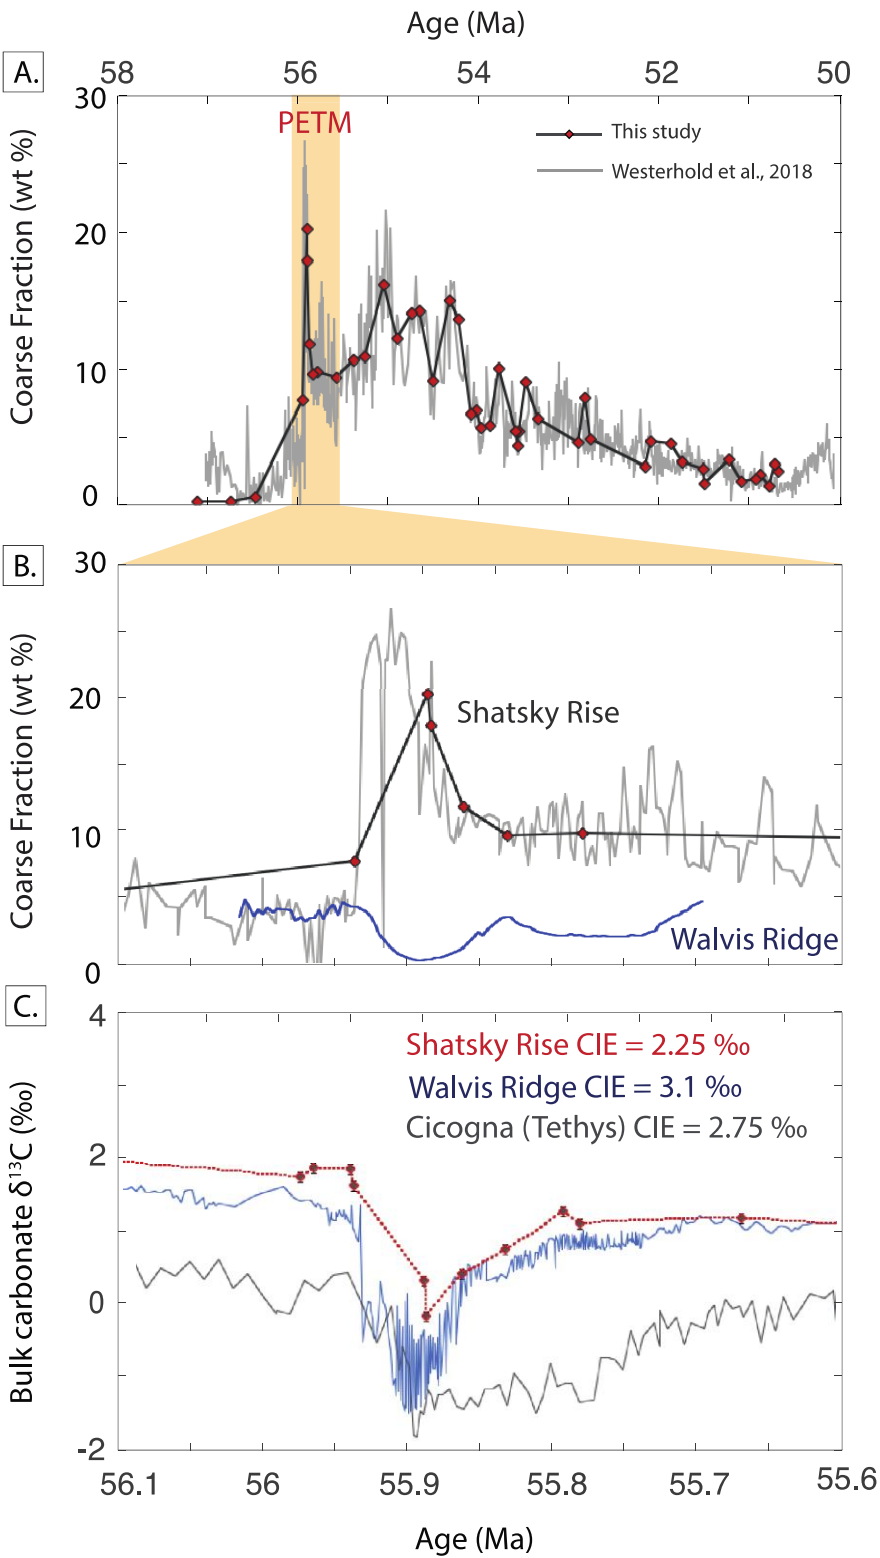 Age (Ma)
A.
58 56 54 52 50
30
PETM
This study
Westerhold et al., 2018
20
10
0
Coarse Fraction (wt %)
B.
30
20
Shatsky Rise
10
Walvis Ridge
0
Coarse Fraction (wt %)
C.
4
Shatsky Rise CIE = 2.25 ‰
Walvis Ridge CIE = 3.1 ‰
Cicogna (Tethys) CIE = 2.75 ‰
2
0
-2
Bulk carbonate δ¹³C (‰)
56.1 56 55.9 55.8 55.7 55.6
Age (Ma)